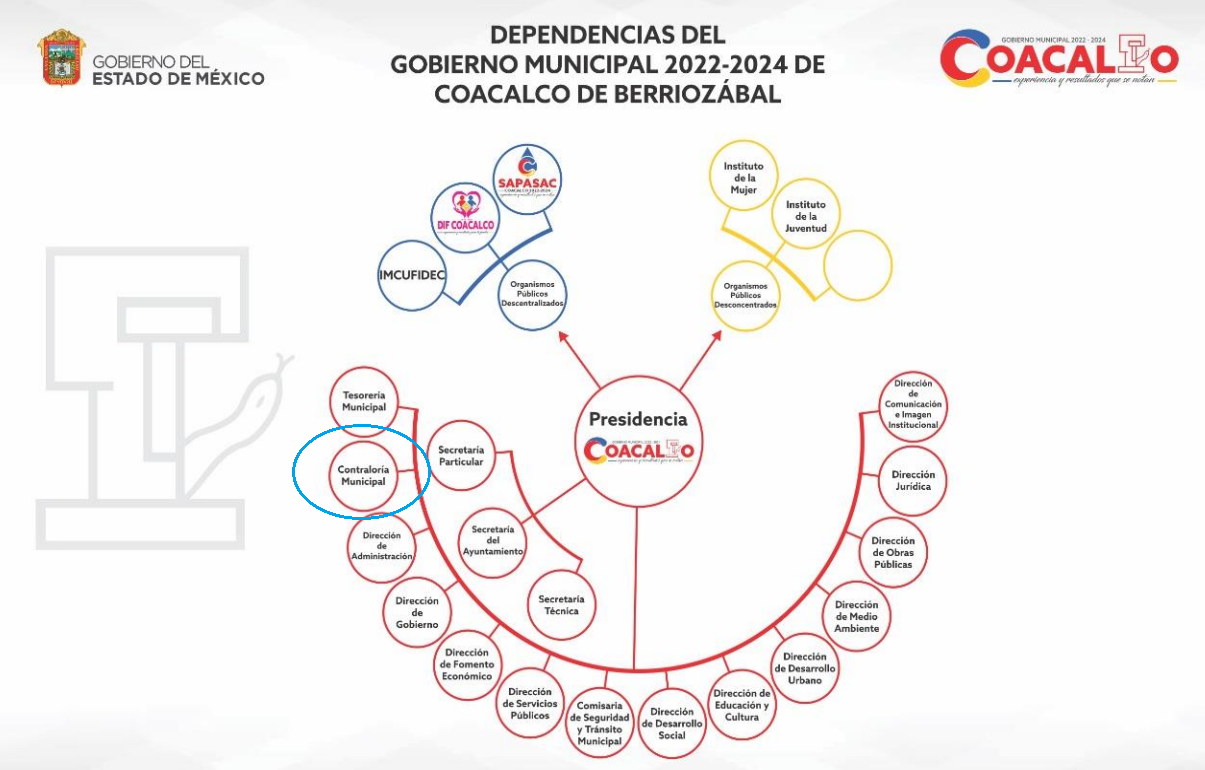 GOBIERNO DEL
ESTADO DE MÉXICO
DEPENDENCIAS DEL
GOBIERNO MUNICIPAL 2022-2024 DE
COACALCO DE BERRIOZÁBAL
GOBIERNO MUNICIPAL 2022 - 2024
COACALCO
experiencia y resultados que se notan
SAPASAC
DIF COACALCO
IMCUFIDEC
Organismos
Públicos
Descentralizados
Instituto
de la
Mujer
Instituto
de la
Juventud
Organismos
Públicos
Desconcentrados
Presidencia
COACALCO
Tesorería
Municipal
Contraloría
Municipal
Dirección
de
Administración
Dirección
de
Gobierno
Dirección
de Fomento
Económico
Dirección
de Servicios
Públicos
Comisaría
de Seguridad
y Tránsito
Municipal
Dirección
de Desarrollo
Social
Dirección de
Educación y
Cultura
Dirección
de Desarrollo
Urbano
Dirección
de Medio
Ambiente
Dirección
de Obras
Públicas
Dirección
Jurídica
Dirección
de
Comunicación
e Imagen
Institucional
Secretaría
Particular
Secretaría
del
Ayuntamiento
Secretaría
Técnica